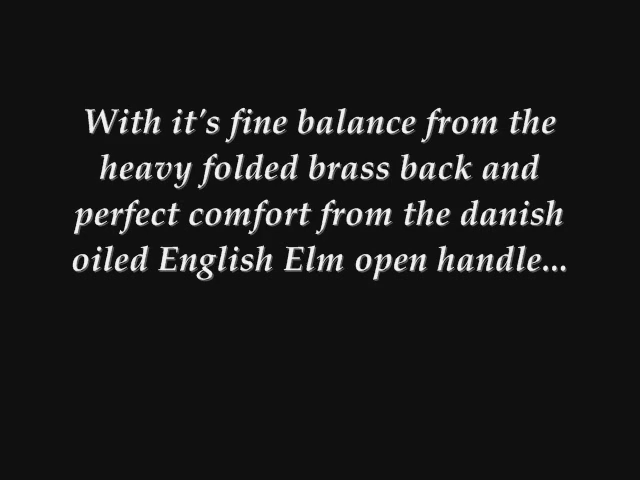 With it's fine balance from the
heavy folded brass back and
perfect comfort from the danish
oiled English Elm open handle...